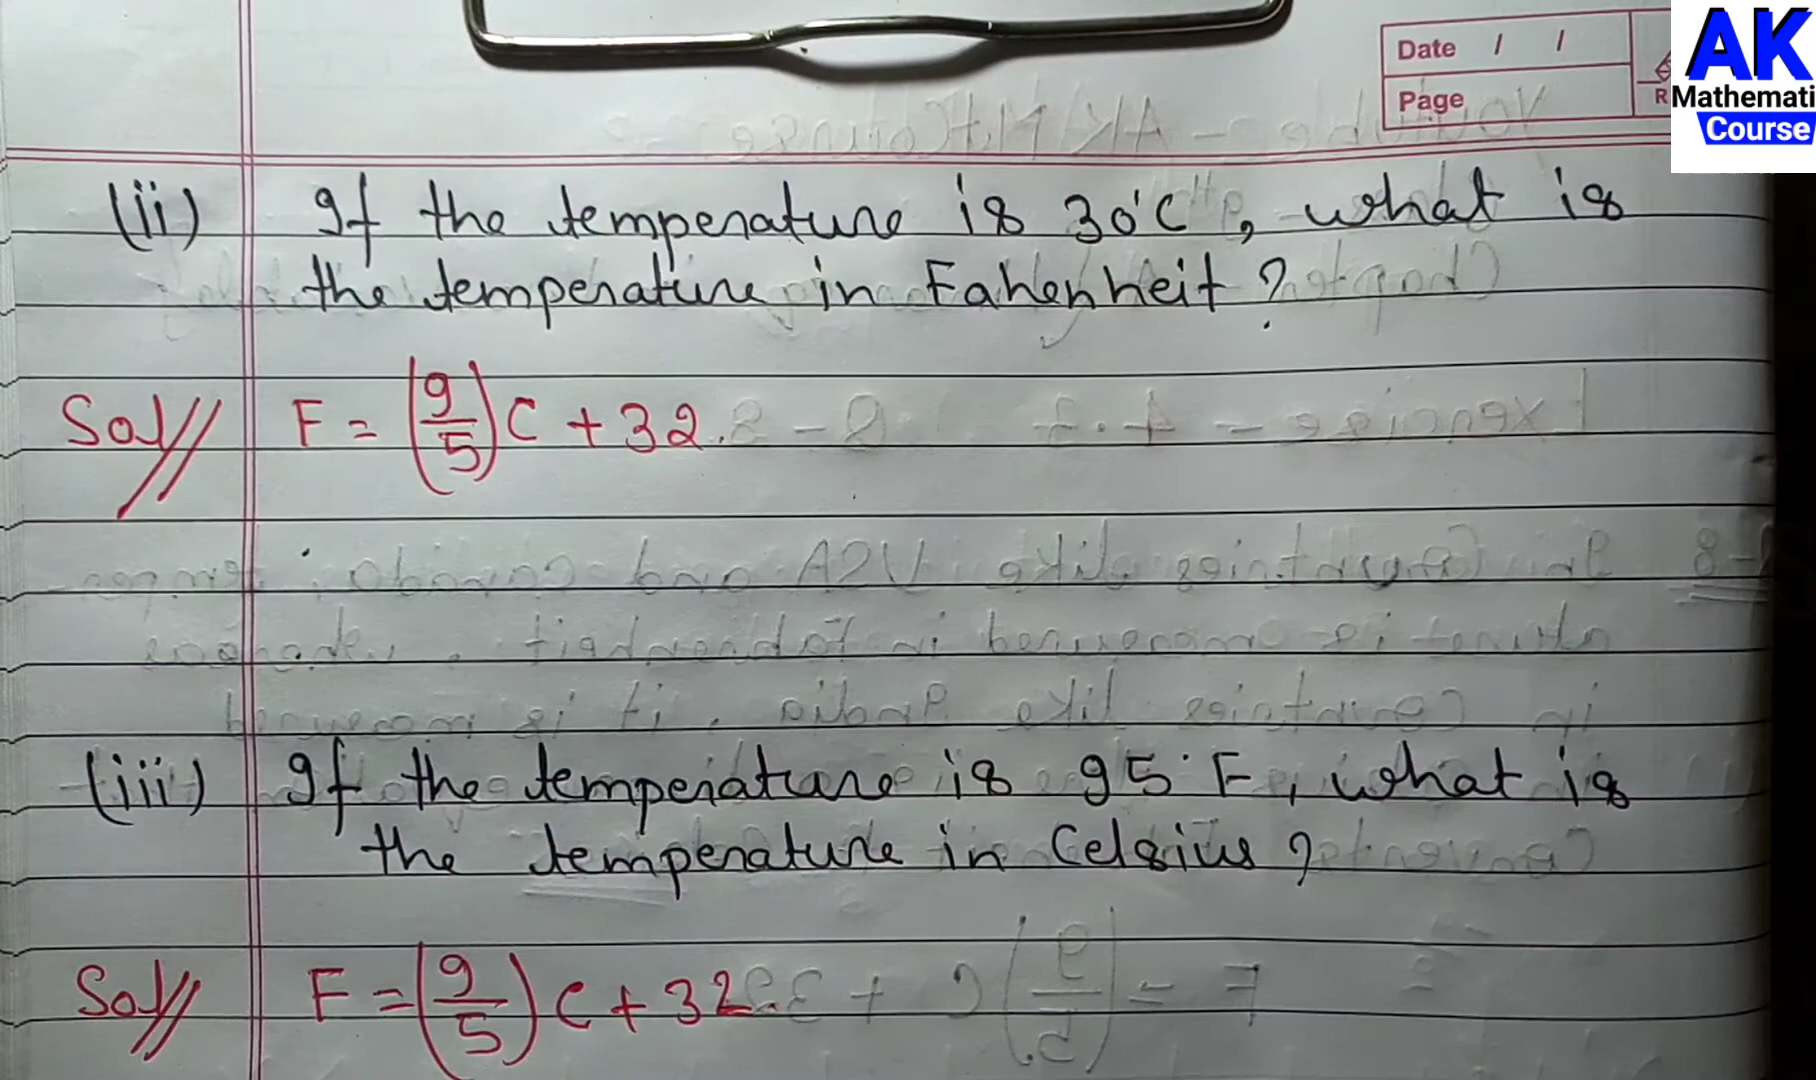 Date / /
Page
AK
Mathemati
Course
(ii) If the temperature is 30°C, what is
the temperature in Fahenheit?
Sol// F = (9/5)C + 32.
(iii) If the temperature is 95°F, what is
the temperature in Celsius?
Sol// F = (9/5)C + 32